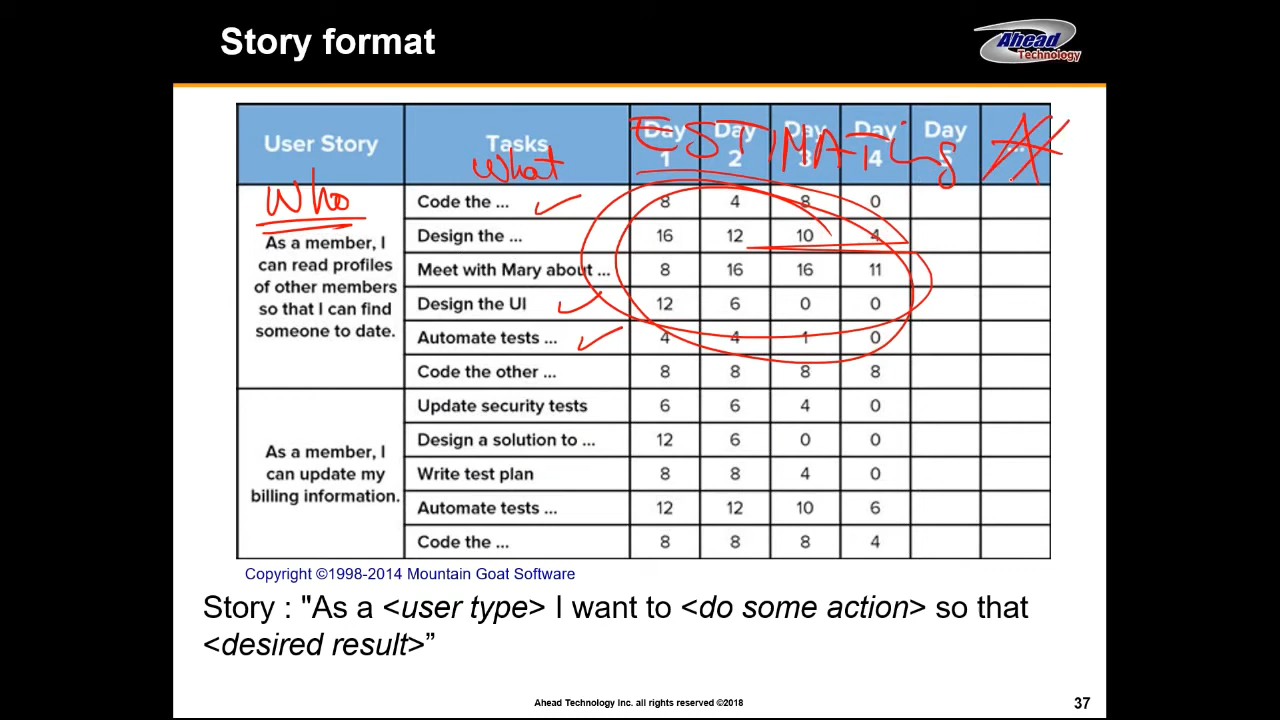 Story format
Ahead
Technology
User Story Tasks Day 1 Day 2 Day 3 Day 4 Day 5
ESTIMATing
What
Who
As a member, I
can read profiles
of other members
so that I can find
someone to date.
Code the ... 8 4 8 0
Design the ... 16 12 10 4
Meet with Mary about ... 8 16 16 11
Design the UI 12 6 0 0
Automate tests ... 4 4 1 0
Code the other ... 8 8 8 8
As a member, I
can update my
billing information.
Update security tests 6 6 4 0
Design a solution to ... 12 6 0 0
Write test plan 8 8 4 0
Automate tests ... 12 12 10 6
Code the ... 8 8 8 4
Copyright ©1998-2014 Mountain Goat Software
Story : "As a <user type> I want to <do some action> so that
<desired result>”
Ahead Technology Inc. all rights reserved ©2018
37